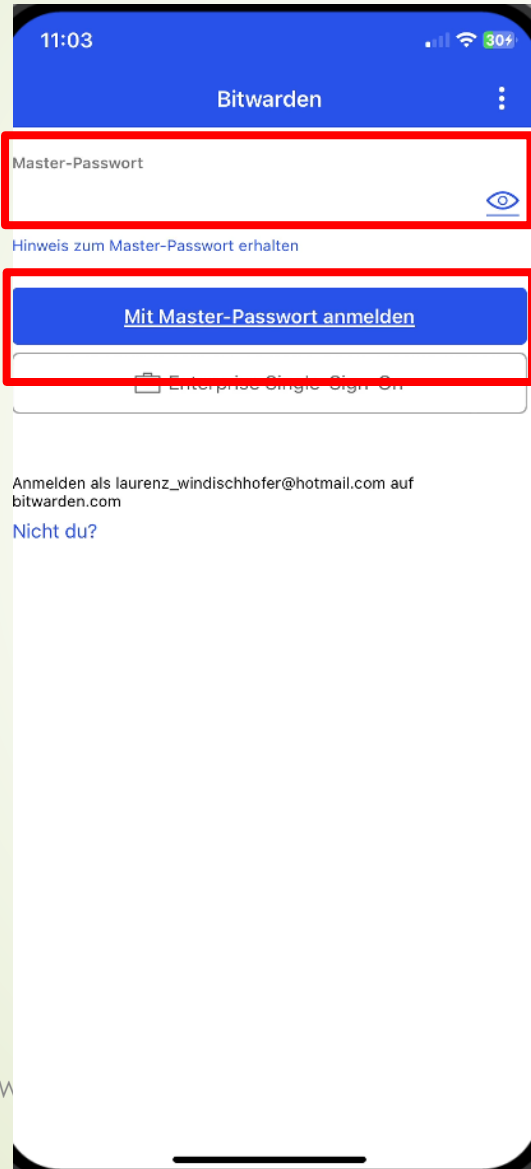 11:03
30
Bitwarden
Master-Passwort
Hinweis zum Master-Passwort erhalten
Mit Master-Passwort anmelden
Enterprise Single-Sign-On
Anmelden als laurenz_windischhofer@hotmail.com auf
bitwarden.com
Nicht du?
W